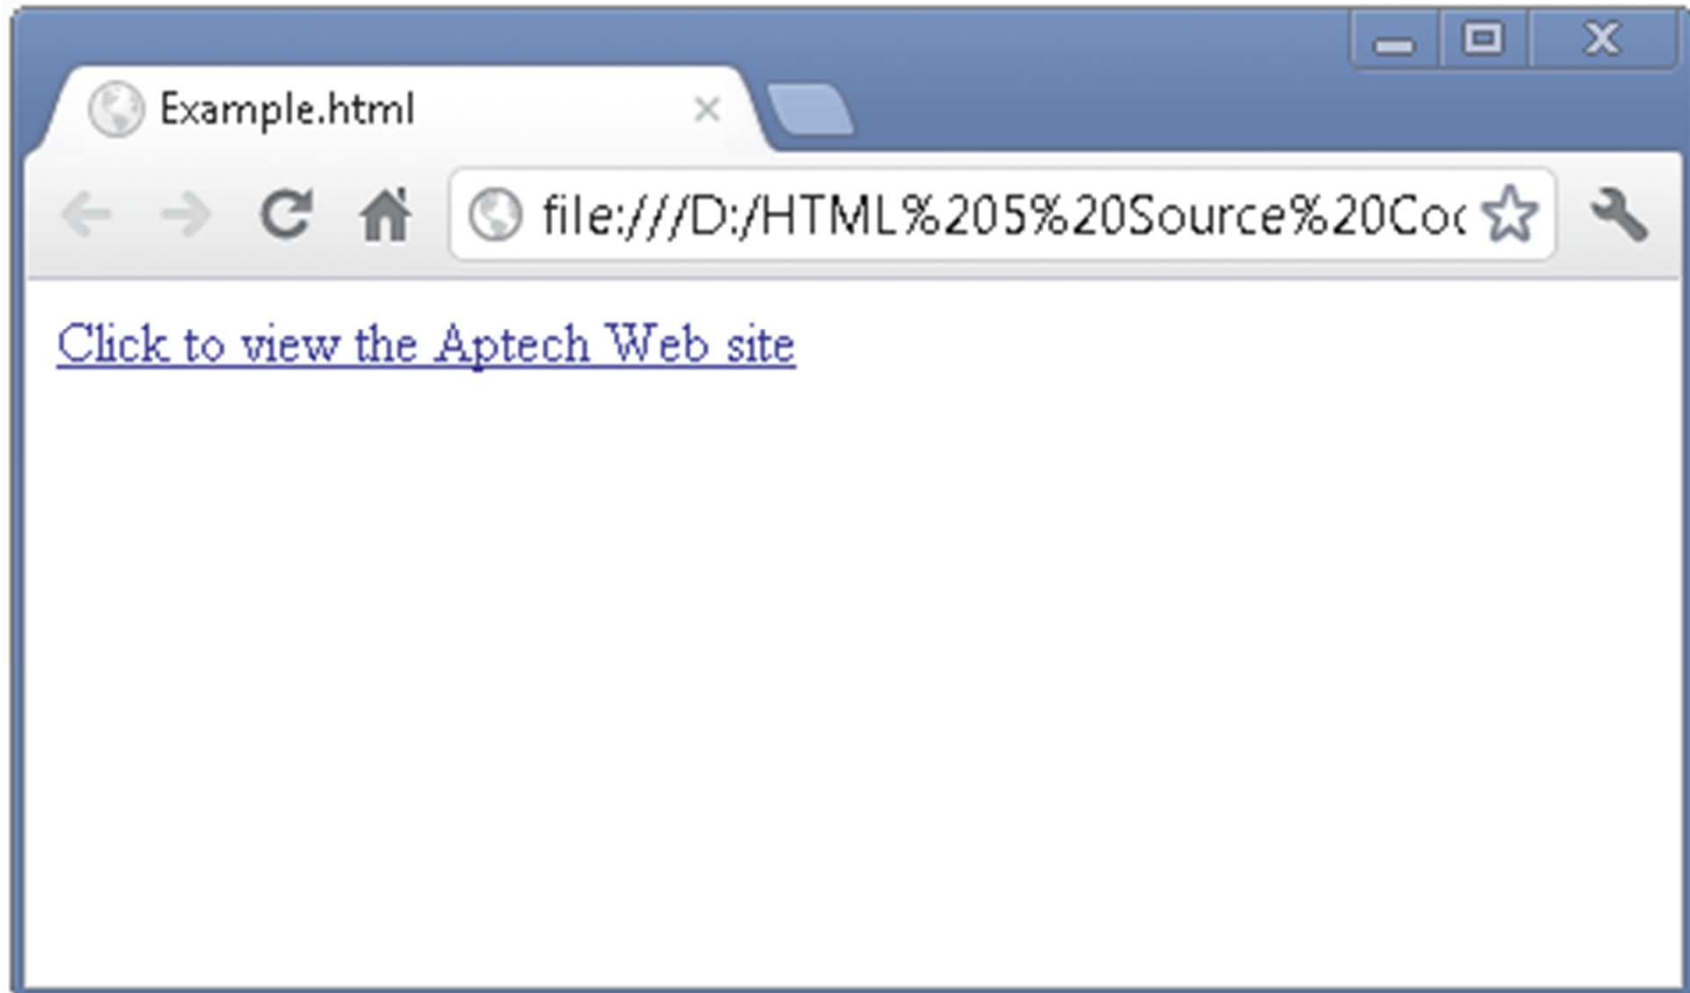 Example.html
file:///D:/HTML%205%20Source%20Coc
Click to view the Aptech Web site